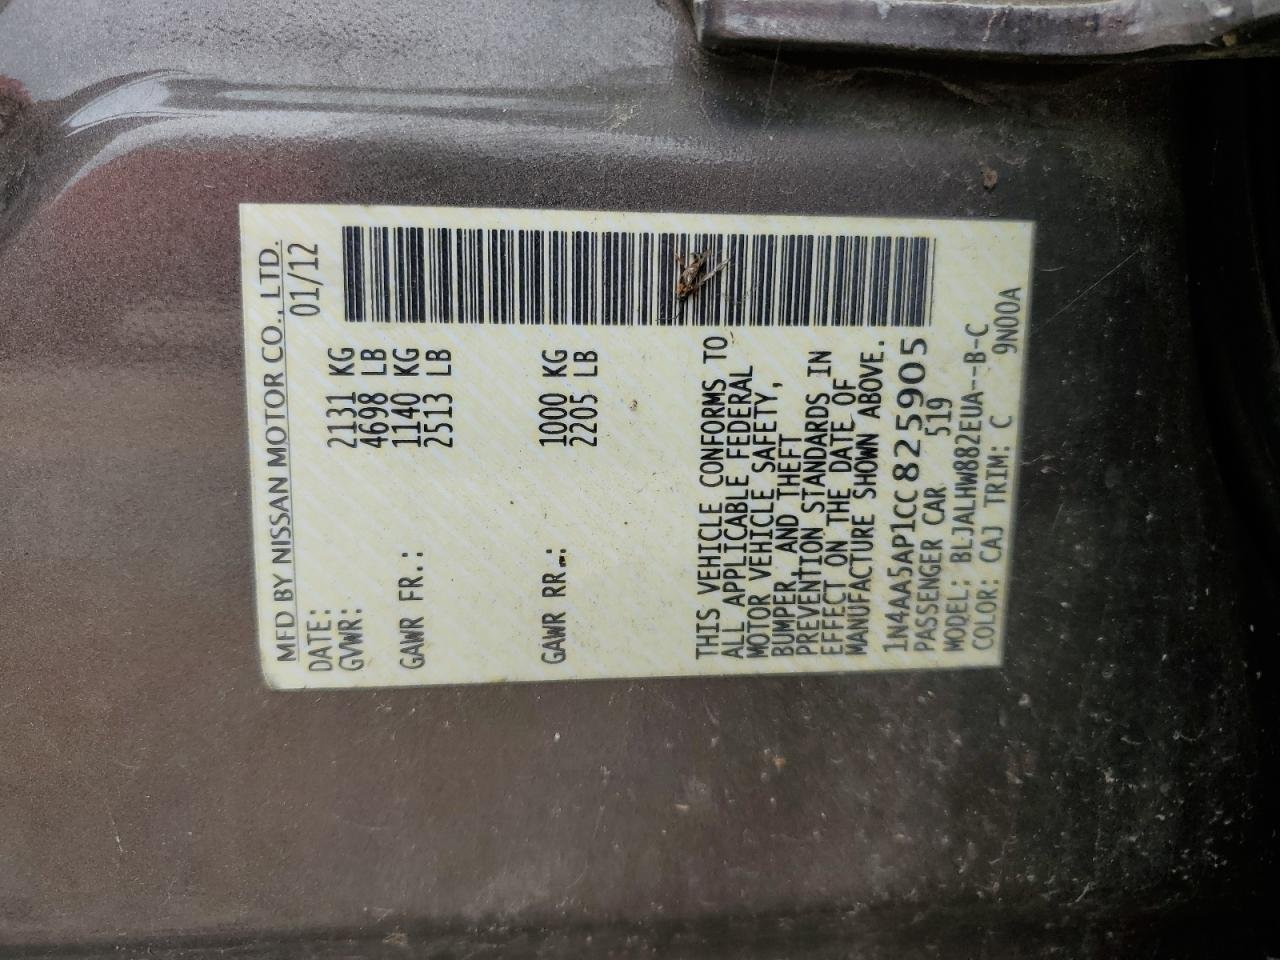 MFD BY NISSAN MOTOR CO., LTD.
DATE: 01/12
GVWR: 2131 KG
4698 LB
GAWR FR.: 1140 KG
2513 LB
GAWR RR.: 1000 KG
2205 LB
THIS VEHICLE CONFORMS TO
ALL APPLICABLE FEDERAL
MOTOR VEHICLE SAFETY,
BUMPER AND THEFT
PREVENTION STANDARDS IN
EFFECT ON THE DATE OF
MANUFACTURE SHOWN ABOVE.
1N4AA5AP1CC825905
PASSENGER CAR 519
MODEL: BLJALHW882EUA--B-C
COLOR: CAJ TRIM: C 9N00A